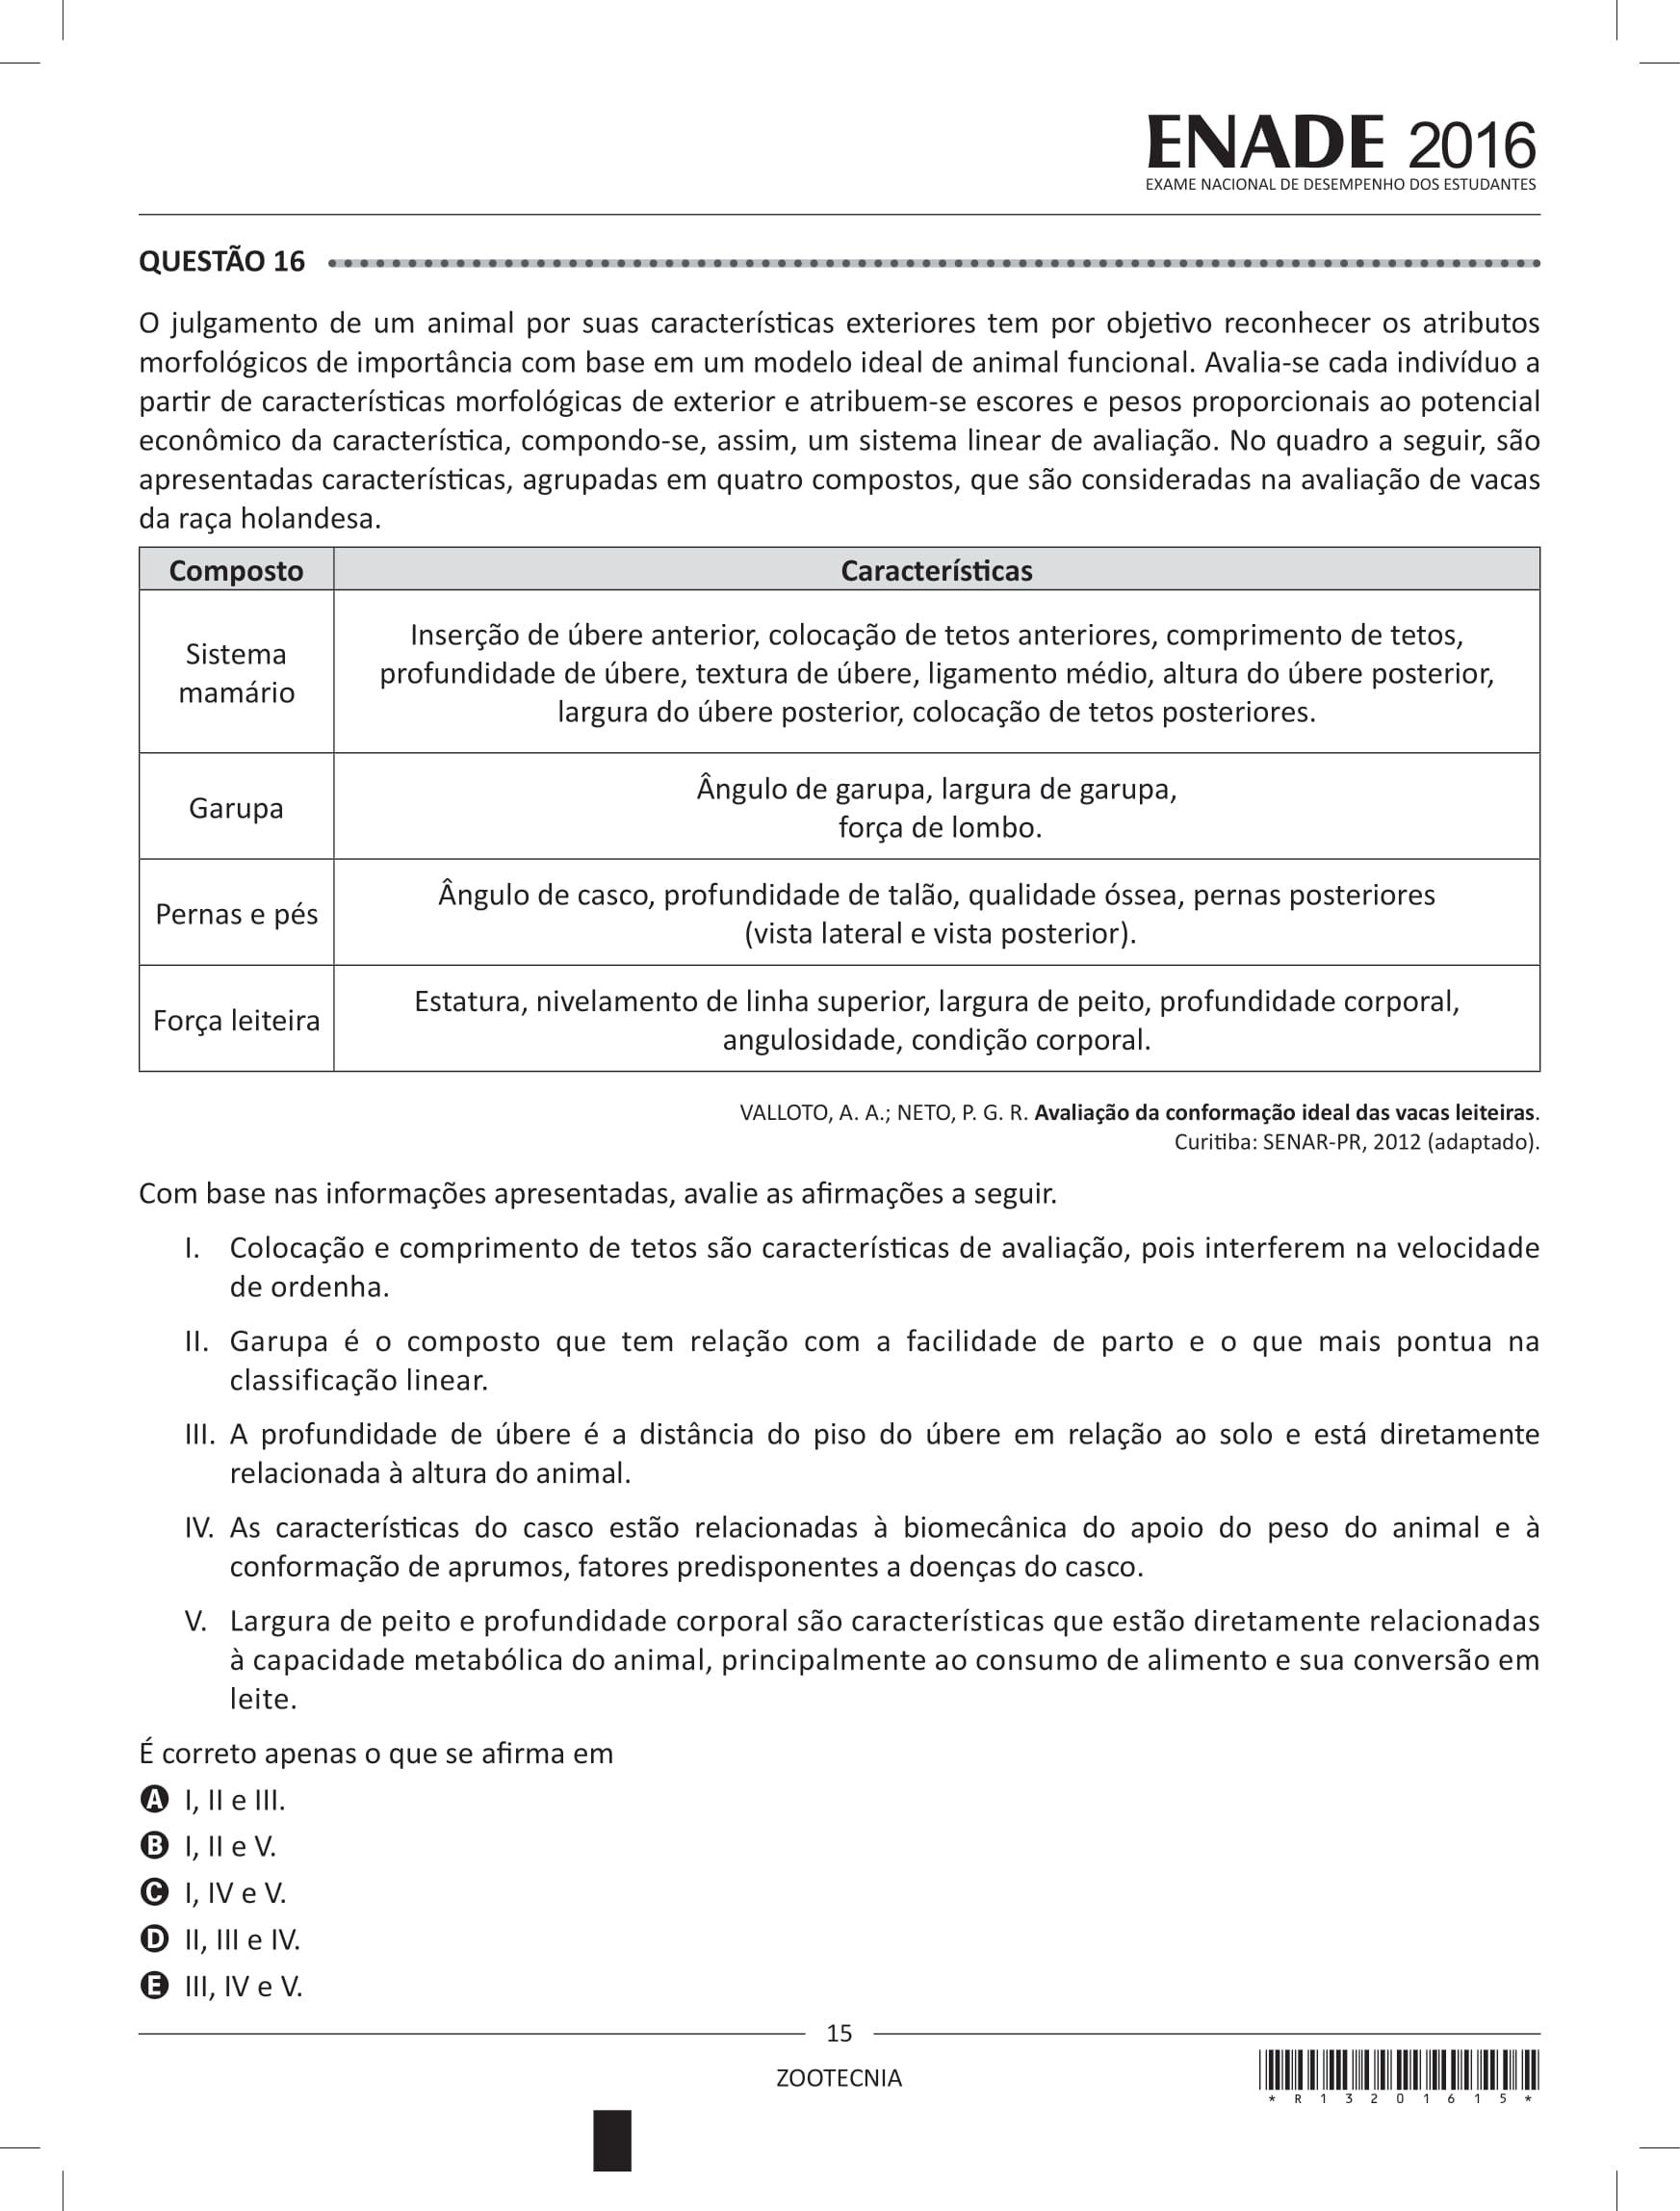 ENADE 2016
EXAME NACIONAL DE DESEMPENHO DOS ESTUDANTES
QUESTÃO 16
O julgamento de um animal por suas características exteriores tem por objetivo reconhecer os atributos
morfológicos de importância com base em um modelo ideal de animal funcional. Avalia-se cada indivíduo a
partir de características morfológicas de exterior e atribuem-se escores e pesos proporcionais ao potencial
econômico da característica, compondo-se, assim, um sistema linear de avaliação. No quadro a seguir, são
apresentadas características, agrupadas em quatro compostos, que são consideradas na avaliação de vacas
da raça holandesa.
Composto
Características
Sistema
mamário
Inserção de úbere anterior, colocação de tetos anteriores, comprimento de tetos,
profundidade de úbere, textura de úbere, ligamento médio, altura do úbere posterior,
largura do úbere posterior, colocação de tetos posteriores.
Garupa
Ângulo de garupa, largura de garupa,
força de lombo.
Pernas e pés
Ângulo de casco, profundidade de talão, qualidade óssea, pernas posteriores
(vista lateral e vista posterior).
Força leiteira
Estatura, nivelamento de linha superior, largura de peito, profundidade corporal,
angulosidade, condição corporal.
VALLOTO, A. A.; NETO, P. G. R. Avaliação da conformação ideal das vacas leiteiras.
Curitiba: SENAR-PR, 2012 (adaptado).
Com base nas informações apresentadas, avalie as afirmações a seguir.
I. Colocação e comprimento de tetos são características de avaliação, pois interferem na velocidade
de ordenha.
II. Garupa é o composto que tem relação com a facilidade de parto e o que mais pontua na
classificação linear.
III. A profundidade de úbere é a distância do piso do úbere em relação ao solo e está diretamente
relacionada à altura do animal.
IV. As características do casco estão relacionadas à biomecânica do apoio do peso do animal e à
conformação de aprumos, fatores predisponentes a doenças do casco.
V. Largura de peito e profundidade corporal são características que estão diretamente relacionadas
à capacidade metabólica do animal, principalmente ao consumo de alimento e sua conversão em
leite.
É correto apenas o que se afirma em
A I, II e III.
B I, II e V.
C I, IV e V.
D II, III e IV.
E III, IV e V.
15
ZOOTECNIA
* R 1 3 2 0 1 6 1 5 *